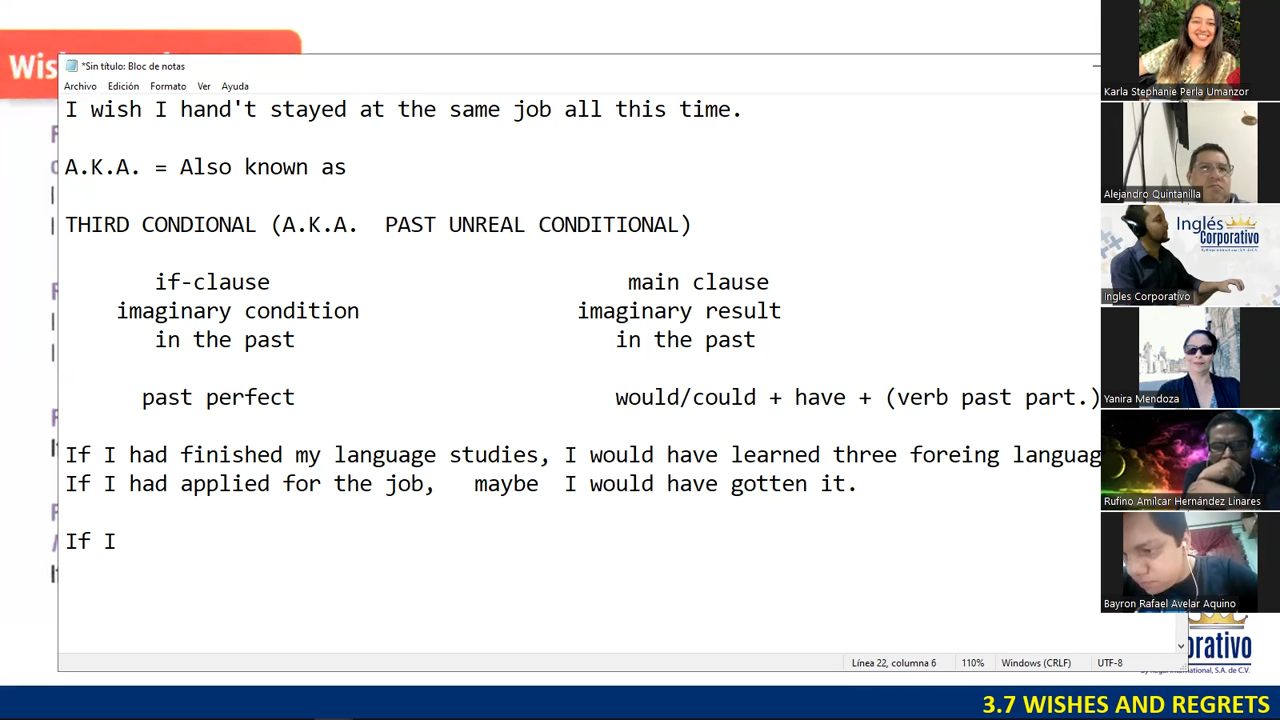 Wis
*Sin título: Bloc de notas
Archivo Edición Formato Ver Ayuda
I wish I hand't stayed at the same job all this time.
A.K.A. = Also known as
THIRD CONDIONAL (A.K.A. PAST UNREAL CONDITIONAL)
if-clause main clause
imaginary condition imaginary result
in the past in the past
past perfect would/could + have + (verb past part.)
If I had finished my language studies, I would have learned three foreing languag
If I had applied for the job, maybe I would have gotten it.
If I
Línea 22, columna 6 110% Windows (CRLF) UTF-8
Karla Stephanie Perla Umanzor
Alejandro Quintanilla
Inglés
Corporativo
Ingles Corporativo
Yanira Mendoza
Rufino Amílcar Hernández Linares
Bayron Rafael Avelar Aquino
orativo
3.7 WISHES AND REGRETS